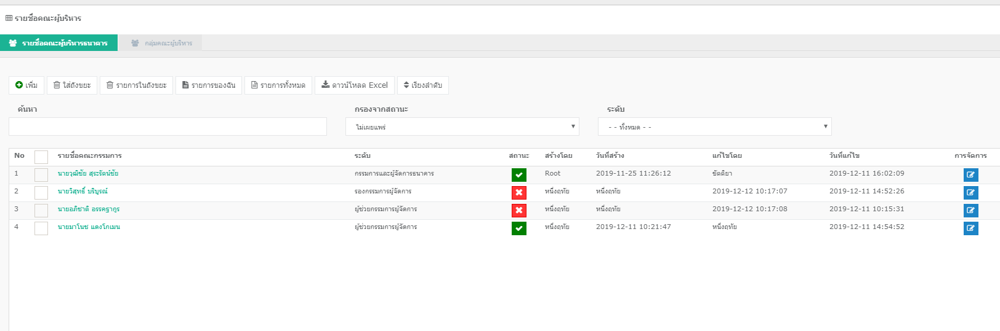 รายชื่อคณะผู้บริหาร
รายชื่อคณะผู้บริหารธนาคาร กลุ่มคณะผู้บริหาร
เพิ่ม ใส่ถังขยะ รายการในถังขยะ รายการของฉัน รายการทั้งหมด ดาวน์โหลด Excel เรียงลำดับ
ค้นหา กรองจากสถานะ ระดับ
ไม่เผยแพร่ - - ทั้งหมด - -
No รายชื่อคณะกรรมการ ระดับ สถานะ สร้างโดย วันที่สร้าง แก้ไขโดย วันที่แก้ไข การจัดการ
1 นายวุฒิชัย สุระรัตน์ชัย กรรมการและผู้จัดการธนาคาร Root 2019-11-25 11:26:12 ขัตติยา 2019-12-11 16:02:09
2 นายวิสุทธิ์ บริบูรณ์ รองกรรมการผู้จัดการ หนึ่งฤทัย หนึ่งฤทัย 2019-12-12 10:17:07 2019-12-11 14:52:26
3 นายอภิชาติ อรรคฐากูร ผู้ช่วยกรรมการผู้จัดการ หนึ่งฤทัย หนึ่งฤทัย 2019-12-12 10:17:08 2019-12-11 10:15:31
4 นายมาโนช แดงโกเมน ผู้ช่วยกรรมการผู้จัดการ หนึ่งฤทัย 2019-12-11 10:21:47 หนึ่งฤทัย 2019-12-11 14:54:52